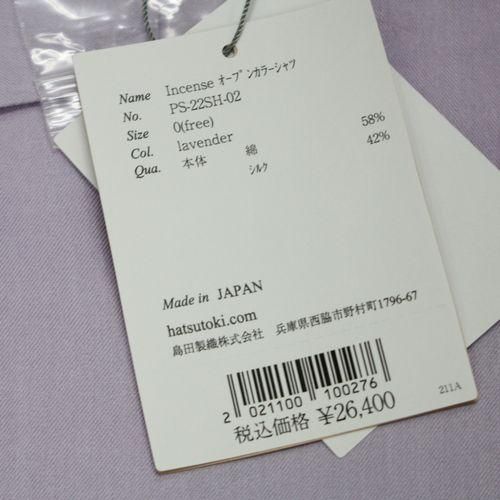 Name Incense ｵｰﾌﾟﾝｶﾗｰｼｬﾂ
No. PS-22SH-02
Size 0(free)
Col. lavender
Qua. 本体 綿 58%
ｼﾙｸ 42%
Made in JAPAN
hatsutoki.com
島田製織株式会社 兵庫県西脇市野村町1796-67
2 021100 100276
税込価格 ¥26,400
211A